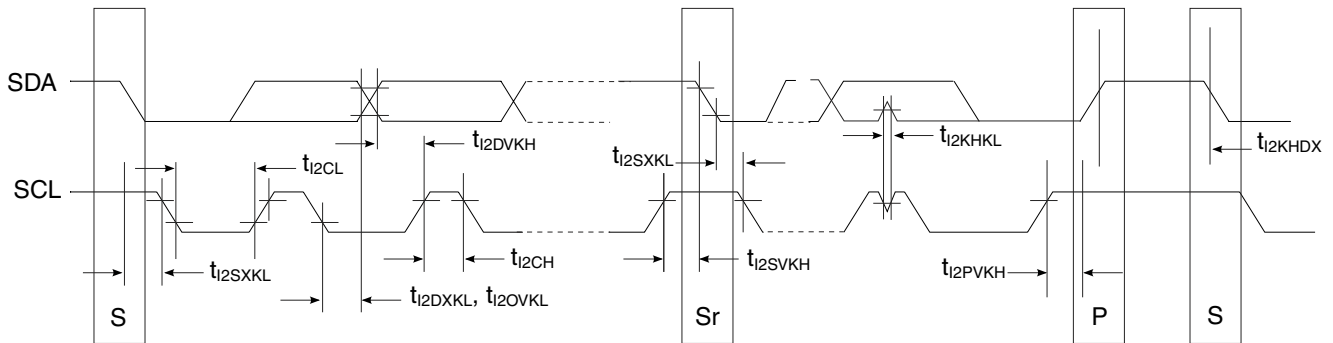 SDA
tI2DVKH
tI2KHKL
tI2CL
tI2SXKL
tI2KHDX
SCL
tI2SXKL
tI2CH
tI2SVKH
tI2PVKH
tI2DXKL, tI2OVKL
S
Sr
P
S